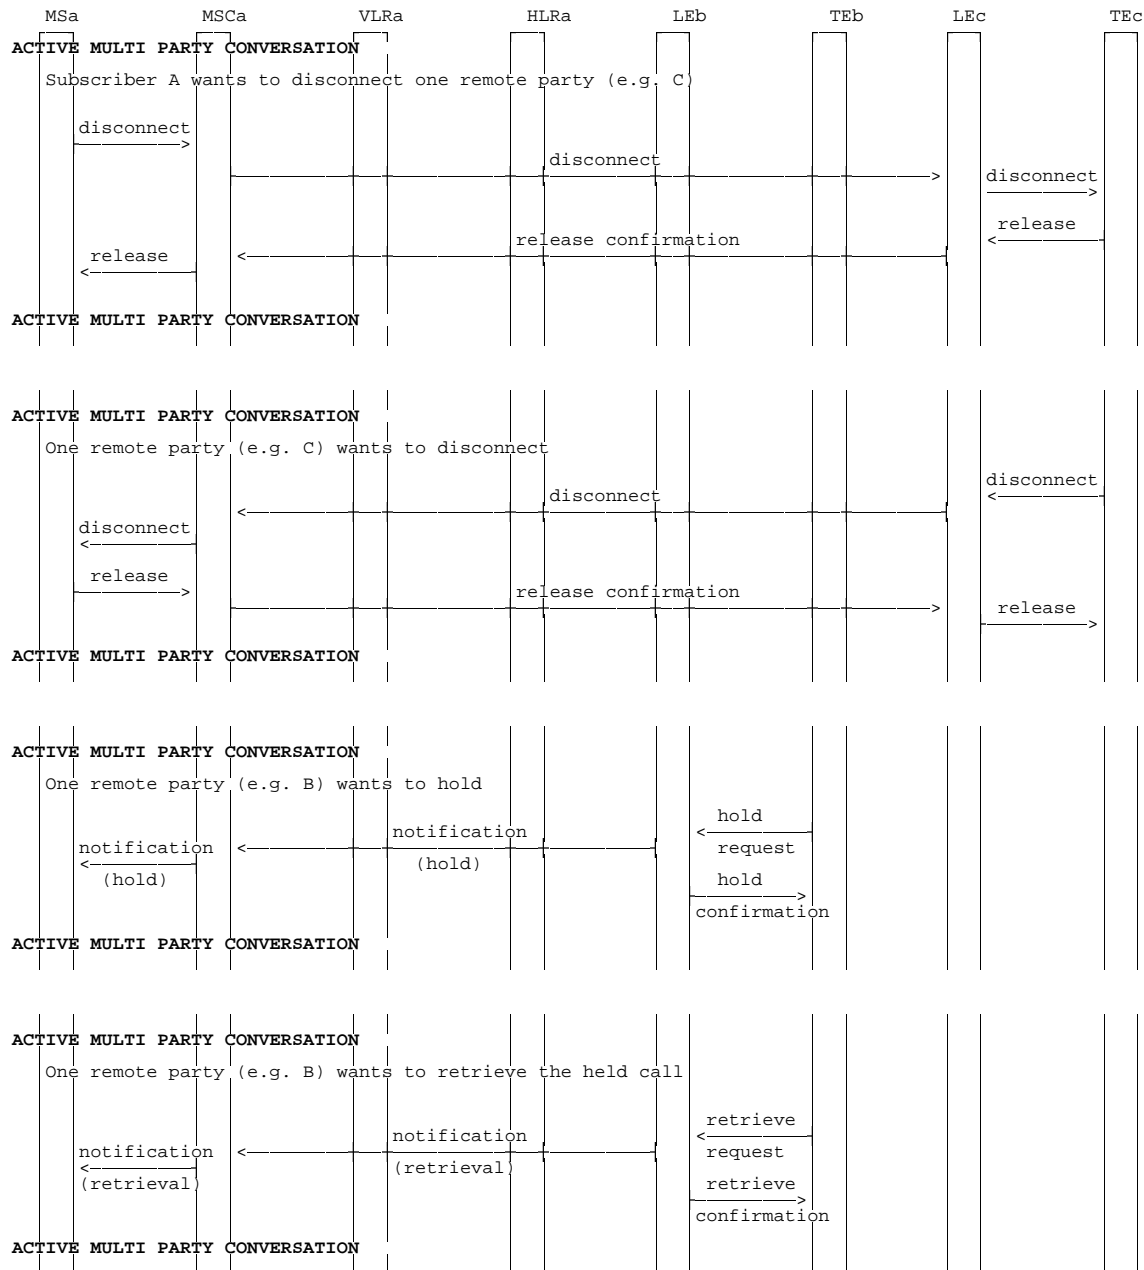 MSa MSCa VLRa HLRa LEb TEb LEc TEc
ACTIVE MULTI PARTY CONVERSATION
Subscriber A wants to disconnect one remote party (e.g. C)
disconnect
disconnect
disconnect
release
release confirmation
release
ACTIVE MULTI PARTY CONVERSATION
ACTIVE MULTI PARTY CONVERSATION
One remote party (e.g. C) wants to disconnect
disconnect
disconnect
disconnect
release
release confirmation
release
ACTIVE MULTI PARTY CONVERSATION
ACTIVE MULTI PARTY CONVERSATION
One remote party (e.g. B) wants to hold
hold
notification
notification request
(hold)
(hold) hold
confirmation
ACTIVE MULTI PARTY CONVERSATION
ACTIVE MULTI PARTY CONVERSATION
One remote party (e.g. B) wants to retrieve the held call
retrieve
notification
notification request
(retrieval)
(retrieval) retrieve
confirmation
ACTIVE MULTI PARTY CONVERSATION